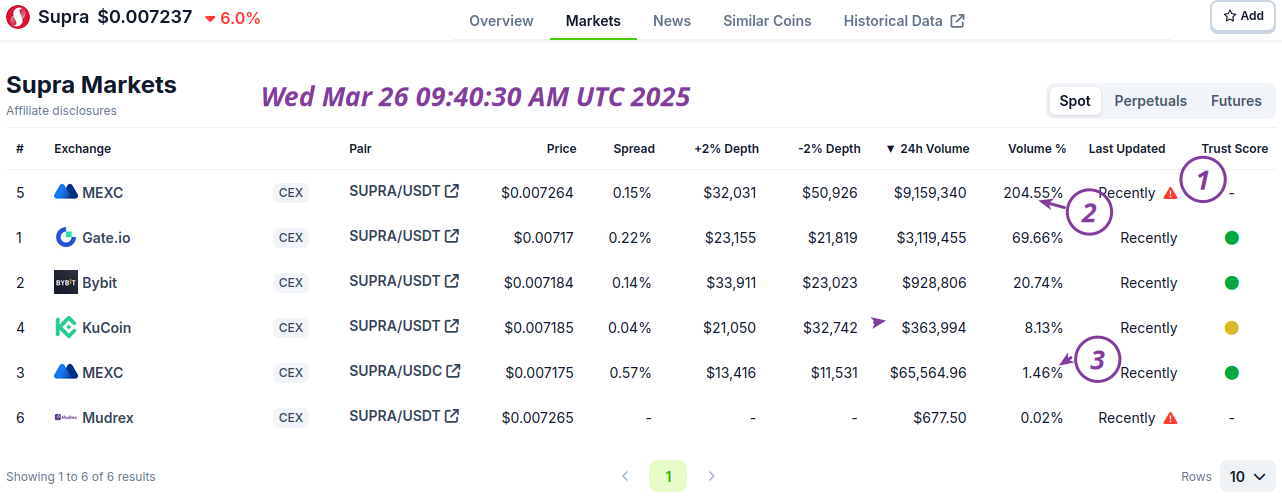 Supra $0.007237 6.0%
Overview Markets News Similar Coins Historical Data Add
Supra Markets
Affiliate disclosures
Wed Mar 26 09:40:30 AM UTC 2025
Spot Perpetuals Futures
# Exchange Pair Price Spread +2% Depth -2% Depth ▼ 24h Volume Volume % Last Updated Trust Score
5 MEXC CEX SUPRA/USDT $0.007264 0.15% $32,031 $50,926 $9,159,340 204.55% Recently -
1
2
1 Gate.io CEX SUPRA/USDT $0.00717 0.22% $23,155 $21,819 $3,119,455 69.66% Recently
2 BYBIT Bybit CEX SUPRA/USDT $0.007184 0.14% $33,911 $23,023 $928,806 20.74% Recently
4 KuCoin CEX SUPRA/USDT $0.007185 0.04% $21,050 $32,742 $363,994 8.13% Recently
3
3 MEXC CEX SUPRA/USDC $0.007175 0.57% $13,416 $11,531 $65,564.96 1.46% Recently
6 Mudrex Mudrex CEX SUPRA/USDT $0.007265 - - - $677.50 0.02% Recently -
Showing 1 to 6 of 6 results 1 Rows 10